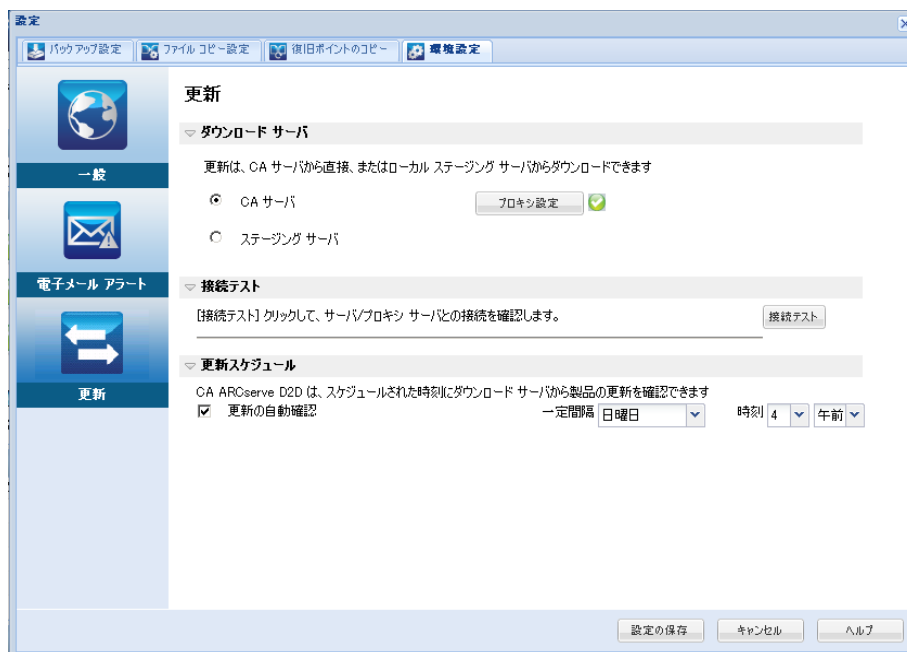 設定
バックアップ設定 ファイル コピー設定 復旧ポイントのコピー 環境設定
一般
電子メール アラート
更新
更新
ダウンロード サーバ
更新は、CA サーバから直接、またはローカル ステージング サーバからダウンロードできます
CA サーバ プロキシ設定
ステージング サーバ
接続テスト
[接続テスト] クリックして、サーバ/プロキシ サーバとの接続を確認します。 接続テスト
更新スケジュール
CA ARCserve D2D は、スケジュールされた時刻にダウンロード サーバから製品の更新を確認できます
更新の自動確認 一定間隔 日曜日 時刻 4 午前
設定の保存 キャンセル ヘルプ